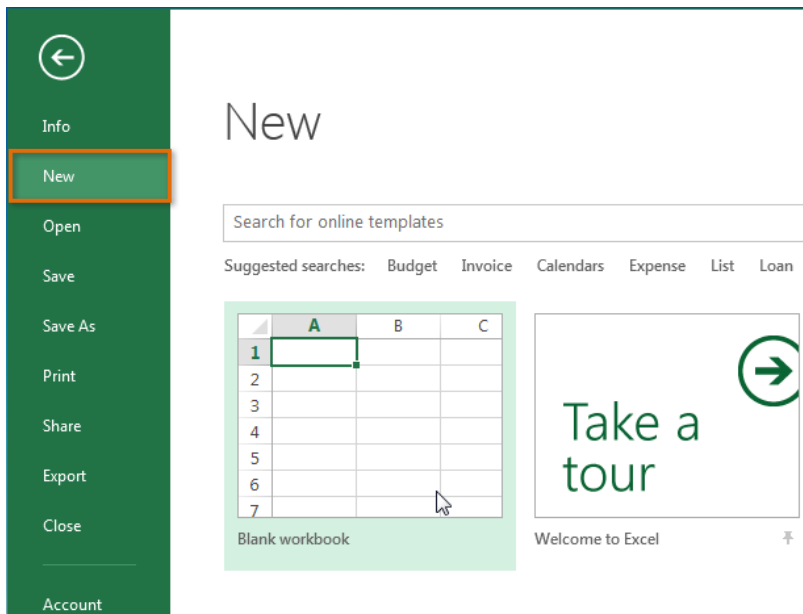 Info
New
Open
Save
Save As
Print
Share
Export
Close
Account
New
Search for online templates
Suggested searches: Budget Invoice Calendars Expense List Loan
A B C
1
2
3
4
5
6
7
Blank workbook
Take a
tour
Welcome to Excel